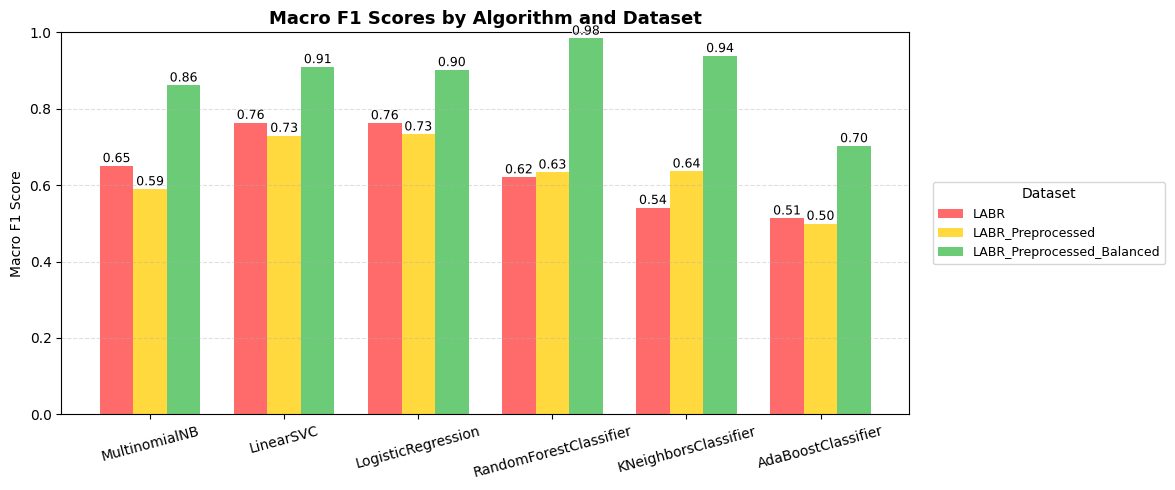 Macro F1 Scores by Algorithm and Dataset
Macro F1 Score
1.0
0.8
0.6
0.4
0.2
0.0
0.65
0.59
0.86
0.76
0.73
0.91
0.76
0.73
0.90
0.62
0.63
0.98
0.54
0.64
0.94
0.51
0.50
0.70
MultinomialNB
LinearSVC
LogisticRegression
RandomForestClassifier
KNeighborsClassifier
AdaBoostClassifier
Dataset
LABR
LABR_Preprocessed
LABR_Preprocessed_Balanced